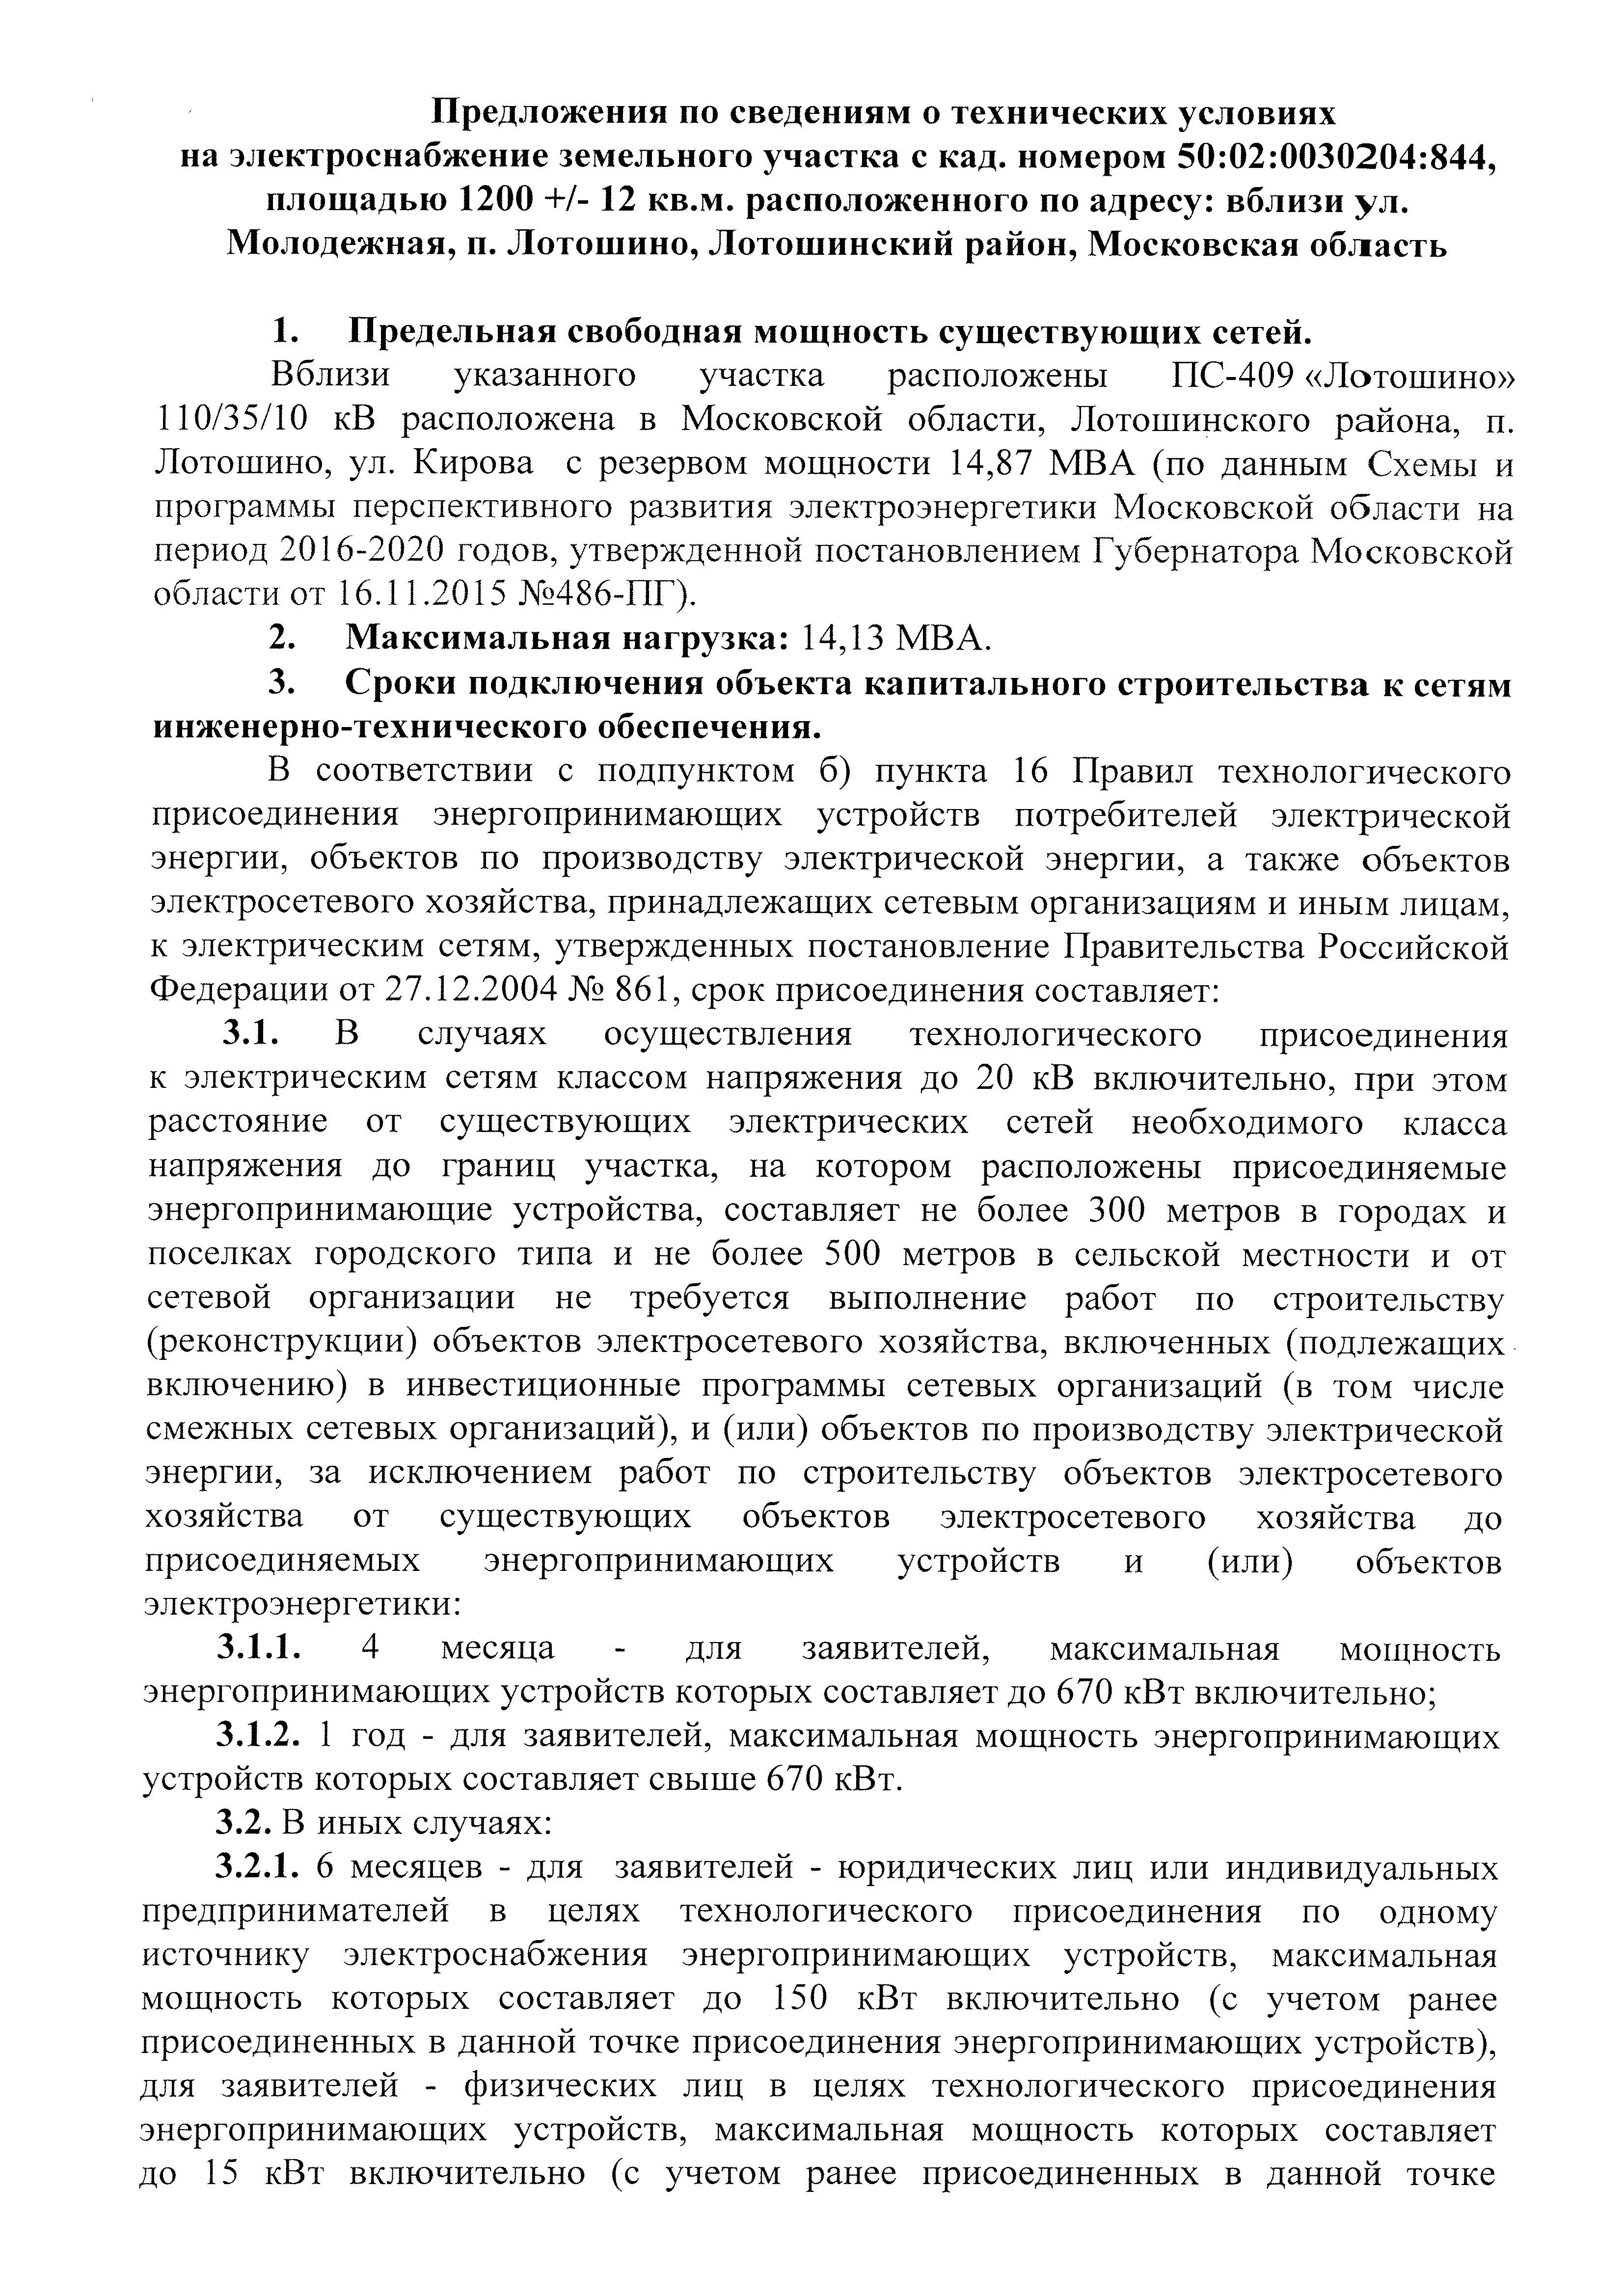 Предложения по сведениям о технических условиях
на электроснабжение земельного участка с кад. номером 50:02:0030204:844,
площадью 1200 +/- 12 кв.м. расположенного по адресу: вблизи ул.
Молодежная, п. Лотошино, Лотошинский район, Московская область
1. Предельная свободная мощность существующих сетей.
Вблизи указанного участка расположены ПС-409 «Лотошино»
110/35/10 кВ расположена в Московской области, Лотошинского района, п.
Лотошино, ул. Кирова с резервом мощности 14,87 МВА (по данным Схемы и
программы перспективного развития электроэнергетики Московской области на
период 2016-2020 годов, утвержденной постановлением Губернатора Московской
области от 16.11.2015 №486-ПГ).
2. Максимальная нагрузка: 14,13 МВА.
3. Сроки подключения объекта капитального строительства к сетям
инженерно-технического обеспечения.
В соответствии с подпунктом б) пункта 16 Правил технологического
присоединения энергопринимающих устройств потребителей электрической
энергии, объектов по производству электрической энергии, а также объектов
электросетевого хозяйства, принадлежащих сетевым организациям и иным лицам,
к электрическим сетям, утвержденных постановление Правительства Российской
Федерации от 27.12.2004 № 861, срок присоединения составляет:
3.1. В случаях осуществления технологического присоединения
к электрическим сетям классом напряжения до 20 кВ включительно, при этом
расстояние от существующих электрических сетей необходимого класса
напряжения до границ участка, на котором расположены присоединяемые
энергопринимающие устройства, составляет не более 300 метров в городах и
поселках городского типа и не более 500 метров в сельской местности и от
сетевой организации не требуется выполнение работ по строительству
(реконструкции) объектов электросетевого хозяйства, включенных (подлежащих
включению) в инвестиционные программы сетевых организаций (в том числе
смежных сетевых организаций), и (или) объектов по производству электрической
энергии, за исключением работ по строительству объектов электросетевого
хозяйства от существующих объектов электросетевого хозяйства до
присоединяемых энергопринимающих устройств и (или) объектов
электроэнергетики:
3.1.1. 4 месяца - для заявителей, максимальная мощность
энергопринимающих устройств которых составляет до 670 кВт включительно;
3.1.2. 1 год - для заявителей, максимальная мощность энергопринимающих
устройств которых составляет свыше 670 кВт.
3.2. В иных случаях:
3.2.1. 6 месяцев - для заявителей - юридических лиц или индивидуальных
предпринимателей в целях технологического присоединения по одному
источнику электроснабжения энергопринимающих устройств, максимальная
мощность которых составляет до 150 кВт включительно (с учетом ранее
присоединенных в данной точке присоединения энергопринимающих устройств),
для заявителей - физических лиц в целях технологического присоединения
энергопринимающих устройств, максимальная мощность которых составляет
до 15 кВт включительно (с учетом ранее присоединенных в данной точке